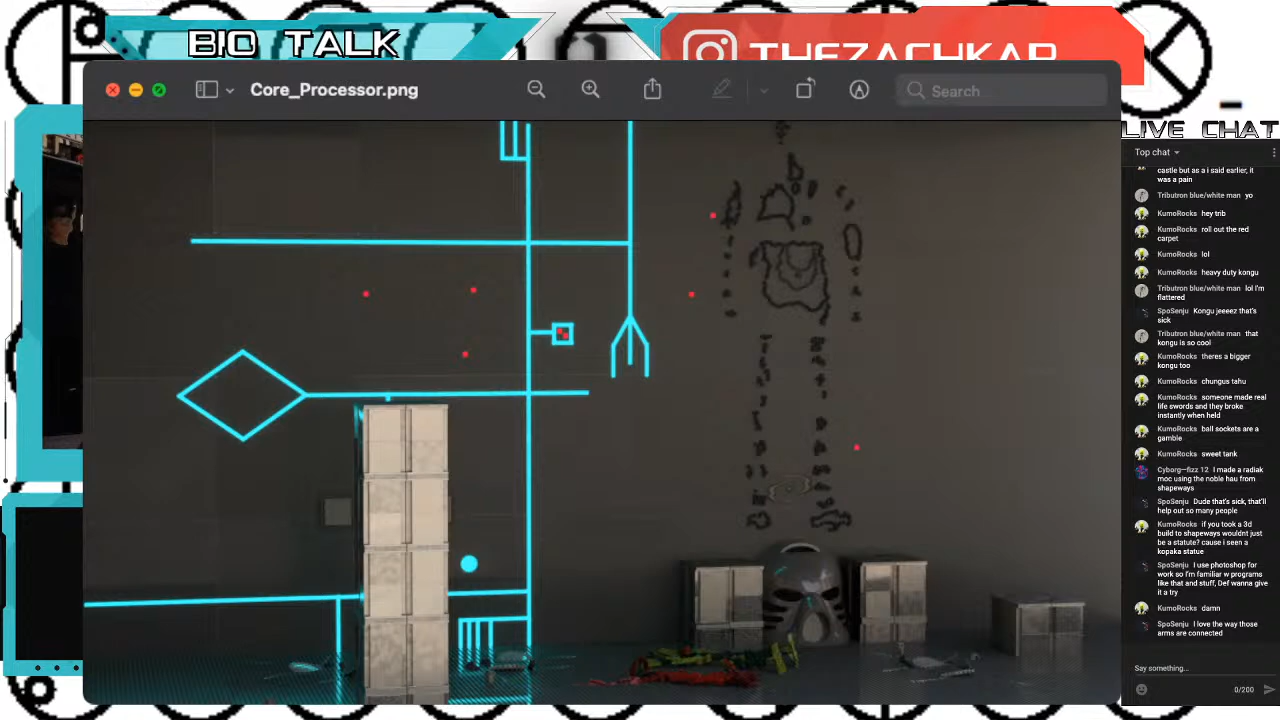 BIO TALK
THEZACHKAP
Core_Processor.png
Search
LIVE CHAT
Top chat
castle but as a i said earlier, it
was a pain
Tributron blue/white man yo
KumoRocks hey trib
KumoRocks roll out the red
carpet
KumoRocks lol
KumoRocks heavy duty kongu
Tributron blue/white man lol I'm
flattered
SpoSenju Kongu jeeeez that's
sick
Tributron blue/white man that
kongu is so cool
KumoRocks theres a bigger
kongu too
KumoRocks chungus tahu
KumoRocks someone made real
life swords and they broke
instantly when held
KumoRocks ball sockets are a
gamble
KumoRocks sweet tank
Cyborg—fizz 12 I made a radiak
moc using the noble hau from
shapeways
SpoSenju Dude that's sick, that'll
help out so many people
KumoRocks if you took a 3d
build to shapeways wouldnt just
be a statute? cause i seen a
kopaka statue
SpoSenju I use photoshop for
work so I'm familiar w programs
like that and stuff, Def wanna give
it a try
KumoRocks damn
SpoSenju I love the way those
arms are connected
Say something...
0/200